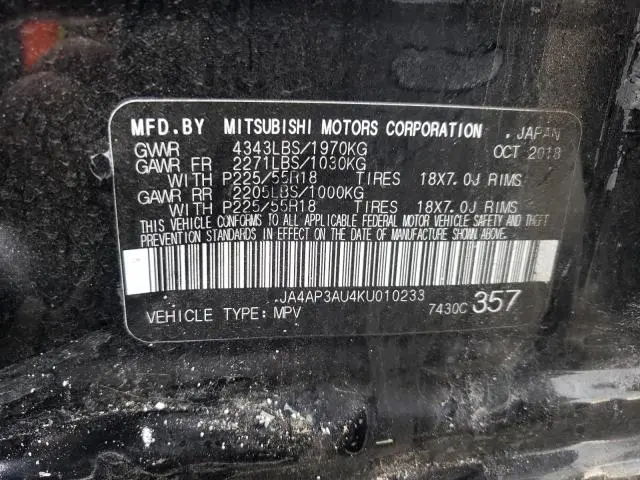 MFD.BY MITSUBISHI MOTORS CORPORATION .JAPAN
GVWR 4343LBS/1970KG OCT 2018
GAWR FR 2271LBS/1030KG
WITH P225/55R18 TIRES 18X7.0J RIMS
GAWR RR 2205LBS/1000KG
WITH P225/55R18 TIRES 18X7.0J RIMS
THIS VEHICLE CONFORMS TO ALL APPLICABLE FEDERAL MOTOR VEHICLE SAFETY AND THEFT
PREVENTION STANDARDS IN EFFECT ON THE DATE OF MANUFACTURE SHOWN ABOVE.
JA4AP3AU4KU010233
VEHICLE TYPE: MPV 7430C 357